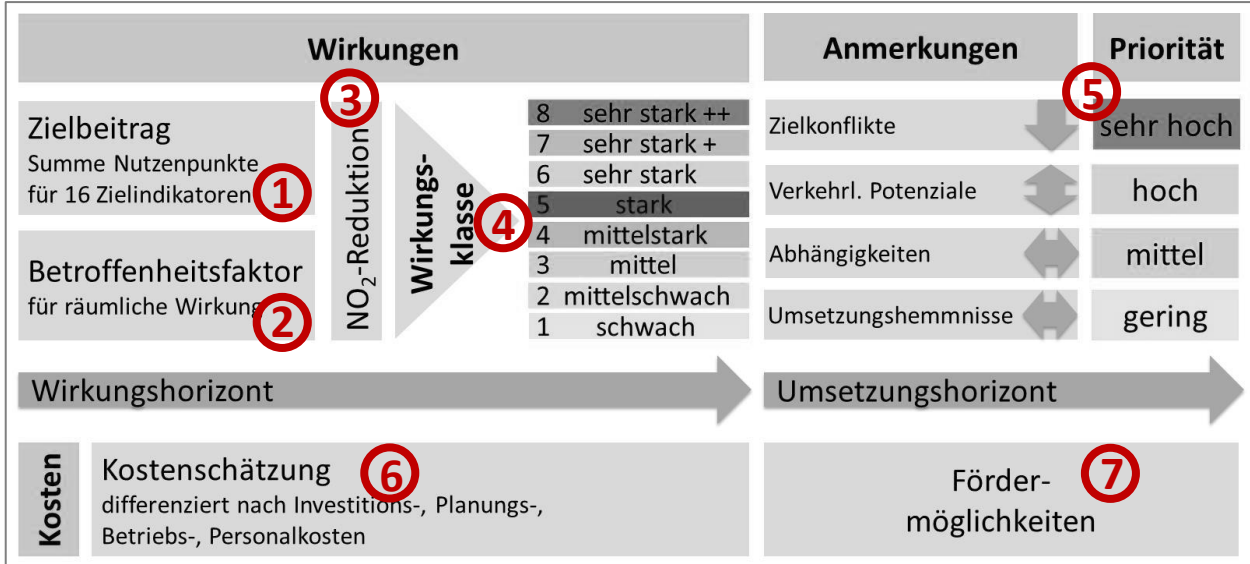 Wirkungen
Anmerkungen
Priorität
3
5
Zielbeitrag
Summe Nutzenpunkte
für 16 Zielindikatoren
1
Betroffenheitsfaktor
für räumliche Wirkung
2
NO2-Reduktion
Wirkungs-
klasse
4
8 sehr stark ++
7 sehr stark +
6 sehr stark
5 stark
4 mittelstark
3 mittel
2 mittelschwach
1 schwach
Zielkonflikte
Verkehrl. Potenziale
Abhängigkeiten
Umsetzungshemmnisse
sehr hoch
hoch
mittel
gering
Wirkungshorizont
Umsetzungshorizont
Kosten
Kostenschätzung
6
differenziert nach Investitions-, Planungs-,
Betriebs-, Personalkosten
Förder-
möglichkeiten
7